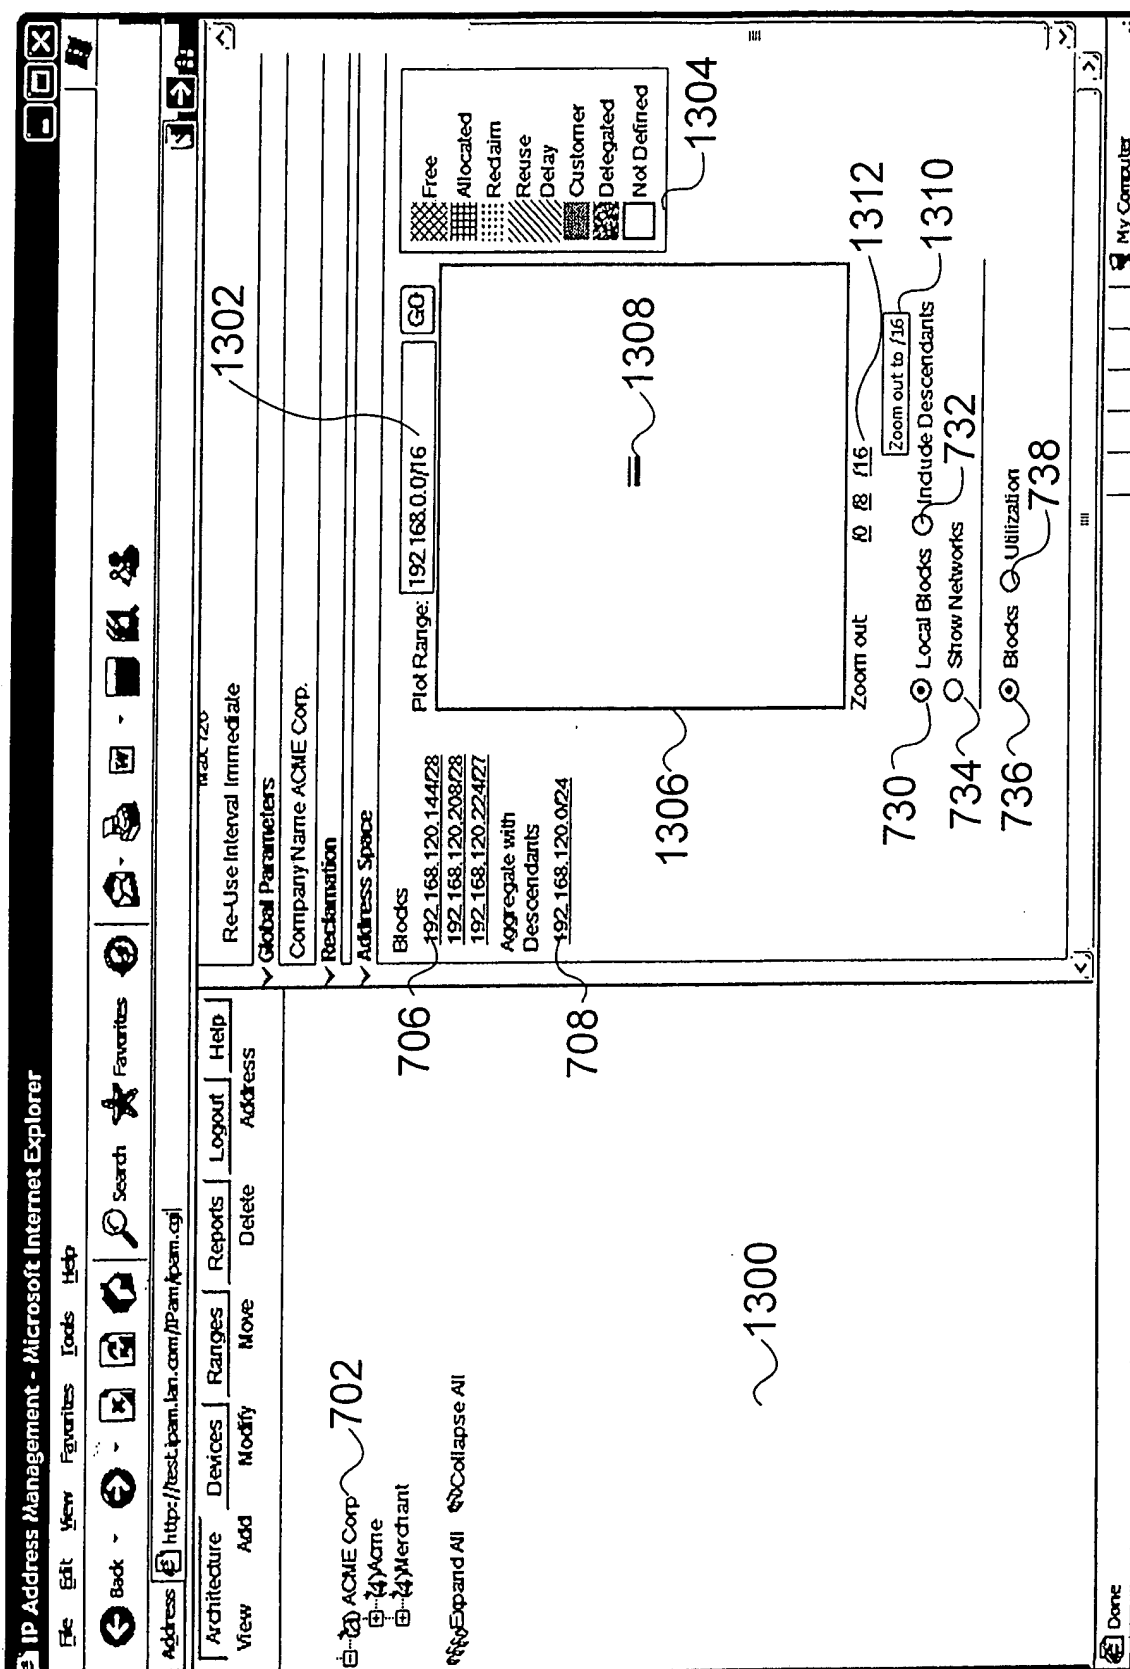 IP Address Management - Microsoft Internet Explorer
File Edit View Favorites Tools Help
Back Search Favorites
Address http://test.ipam.lan.com/IPam/ipam.cgi
Architecture Devices Ranges Reports Logout Help
View Add Modify Move Delete Address
(2) ACME Corp
702
(4) Acme
(4) Merchant
Expand All Collapse All
1300
Re-Use Interval Immediate
1302
Global Parameters
Company Name ACME Corp.
Reclamation
Address Space
Blocks
192.168.120.144/28
192.168.120.208/28
192.168.120.224/27
706
Aggregate with
Descendants
192.168.120.0/24
708
Plot Range: 192.168.0.0/16 GO
Free
Allocated
Reclaim
Reuse
Delay
Customer
Delegated
Not Defined
1304
1306
1308
Zoom out /0 /8 /16
1312
Zoom out to /16
1310
Local Blocks Include Descendants
730
732
Show Networks
734
Blocks Utilization
736
738
Done
My Computer